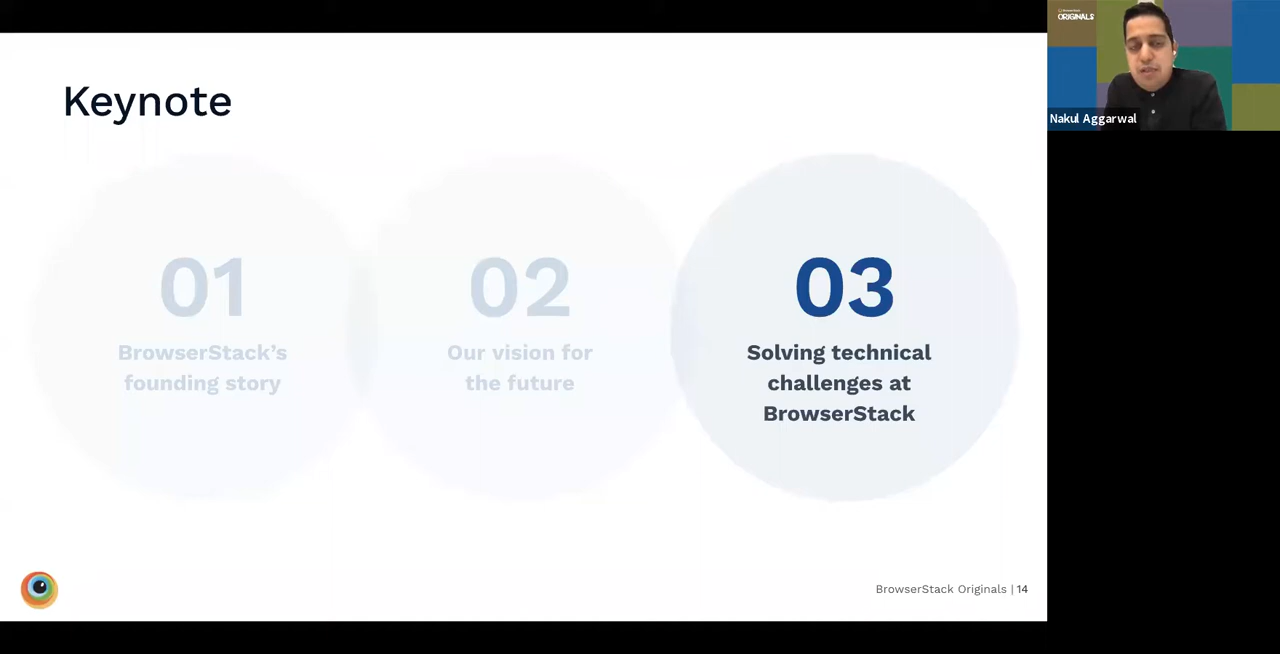 Keynote
01
BrowserStack’s
founding story
02
Our vision for
the future
03
Solving technical
challenges at
BrowserStack
BrowserStack Originals | 14
BrowserStack
ORIGINALS
Nakul Aggarwal